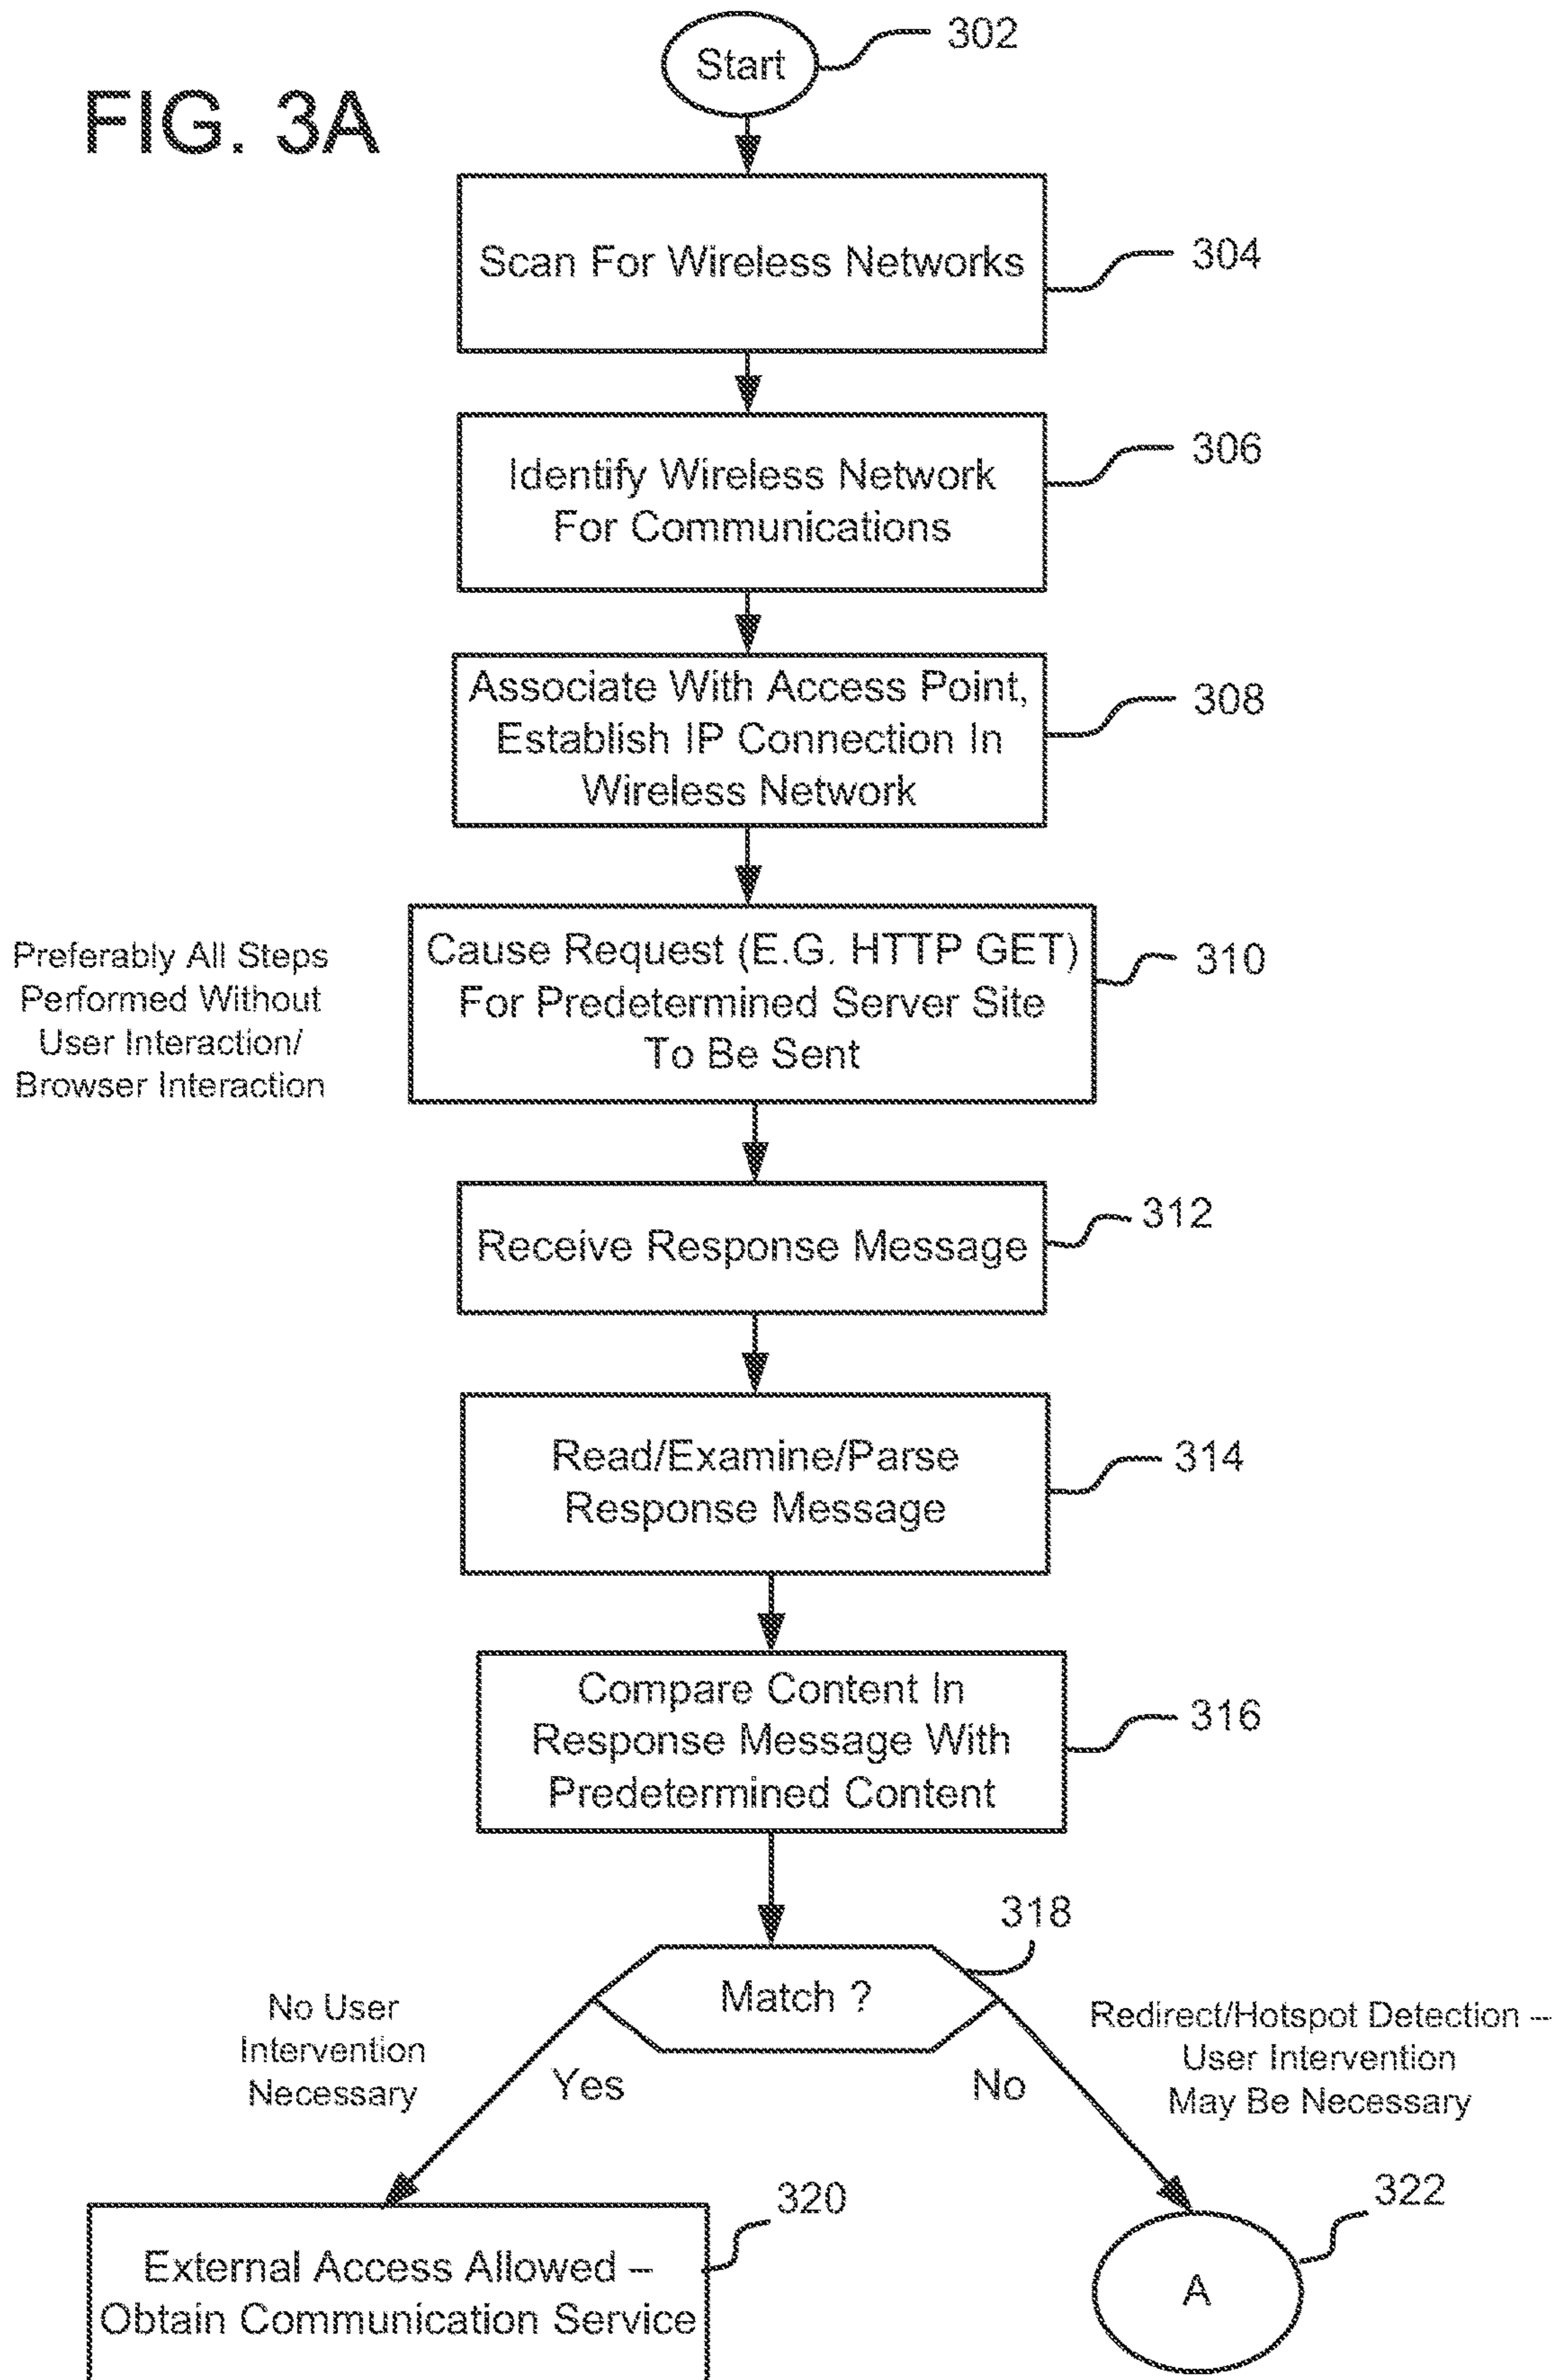 FIG. 3A
Start
302
Scan For Wireless Networks
304
Identify Wireless Network
For Communications
306
Associate With Access Point,
Establish IP Connection In
Wireless Network
308
Preferably All Steps
Performed Without
User Interaction/
Browser Interaction
Cause Request (E.G. HTTP GET)
For Predetermined Server Site
To Be Sent
310
Receive Response Message
312
Read/Examine/Parse
Response Message
314
Compare Content In
Response Message With
Predetermined Content
316
318
Match ?
No User
Intervention
Necessary
Yes
No
Redirect/Hotspot Detection –
User Intervention
May Be Necessary
External Access Allowed –
Obtain Communication Service
320
A
322